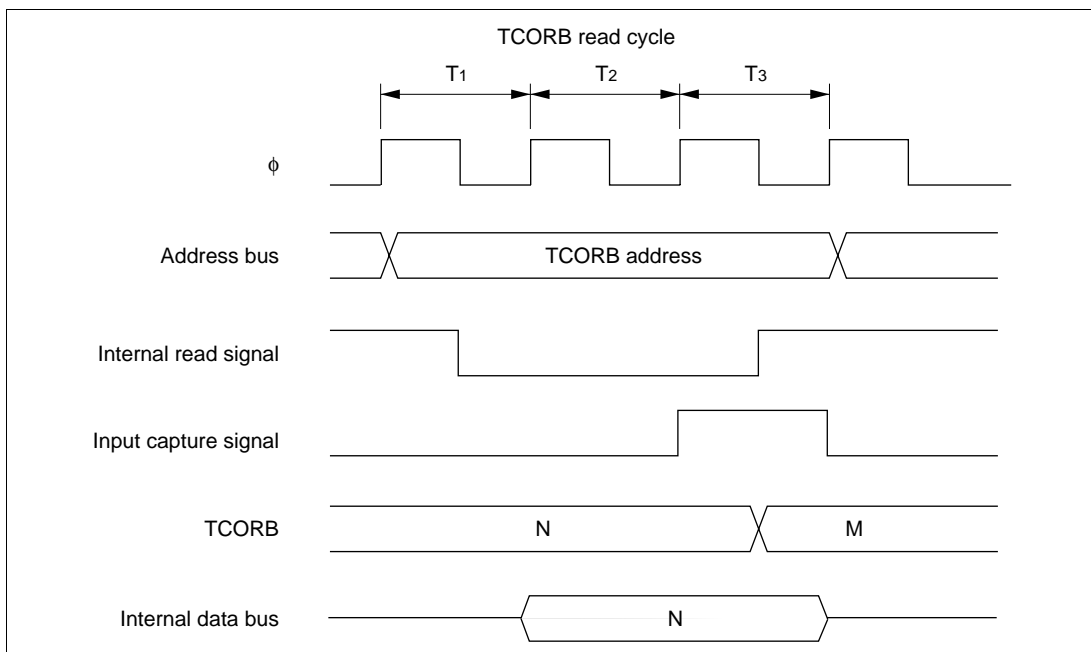 TCORB read cycle
T1 T2 T3
ϕ
Address bus TCORB address
Internal read signal
Input capture signal
TCORB N M
Internal data bus N